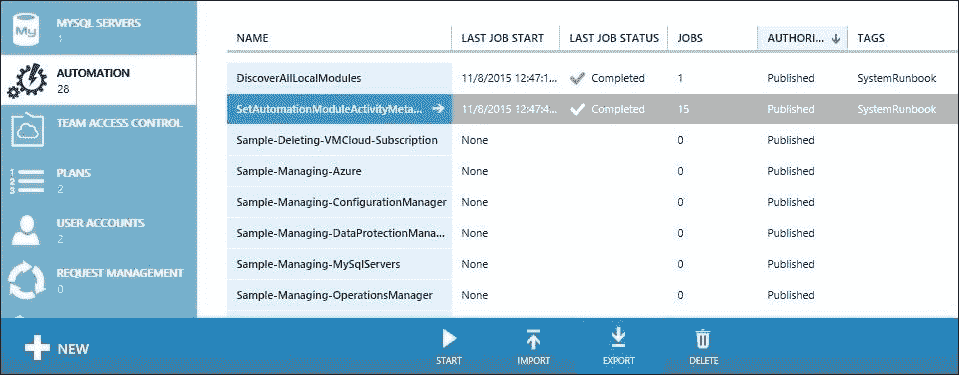 My
MYSQL SERVERS
1
AUTOMATION
28
TEAM ACCESS CONTROL
1
2
3
PLANS
2
USER ACCOUNTS
2
REQUEST MANAGEMENT
0
NAME LAST JOB START LAST JOB STATUS JOBS AUTHORI... TAGS
DiscoverAllLocalModules 11/8/2015 12:47:1... Completed 1 Published SystemRunbook
SetAutomationModuleActivityMeta... 11/8/2015 12:47:4... Completed 15 Published SystemRunbook
Sample-Deleting-VMCloud-Subscription None 0 Published
Sample-Managing-Azure None 0 Published
Sample-Managing-ConfigurationManager None 0 Published
Sample-Managing-DataProtectionMana... None 0 Published
Sample-Managing-MySqlServers None 0 Published
Sample-Managing-OperationsManager None 0 Published
NEW START IMPORT EXPORT DELETE